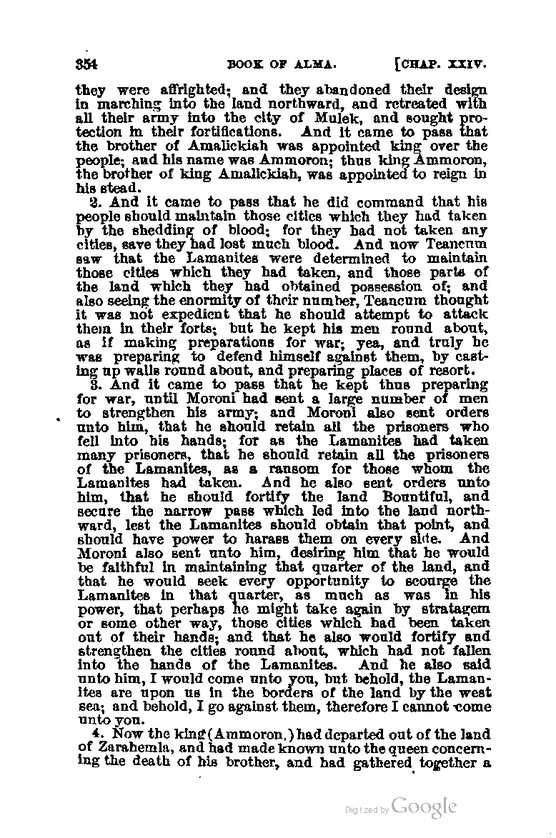 354 BOOK OF ALMA. [CHAP. XXIV.
they were affrighted; and they abandoned their design
in marching into the land northward, and retreated with
all their army into the city of Mulek, and sought pro-
tection in their fortifications. And it came to pass that
the brother of Amalickiah was appointed king over the
people; and his name was Ammoron; thus king Ammoron,
the brother of king Amalickiah, was appointed to reign in
his stead.
2. And it came to pass that he did command that his
people should maintain those cities which they had taken
by the shedding of blood; for they had not taken any
cities, save they had lost much blood. And now Teancum
saw that the Lamanites were determined to maintain
those cities which they had taken, and those parts of
the land which they had obtained possession of; and
also seeing the enormity of their number, Teancum thought
it was not expedient that he should attempt to attack
them in their forts; but he kept his men round about,
as if making preparations for war; yea, and truly he
was preparing to defend himself against them, by cast-
ing up walls round about, and preparing places of resort.
3. And it came to pass that he kept thus preparing
for war, until Moroni had sent a large number of men
to strengthen his army; and Moroni also sent orders
unto him, that he should retain all the prisoners who
fell into his hands; for as the Lamanites had taken
many prisoners, that he should retain all the prisoners
of the Lamanites, as a ransom for those whom the
Lamanites had taken. And he also sent orders unto
him, that he should fortify the land Bountiful, and
secure the narrow pass which led into the land north-
ward, lest the Lamanites should obtain that point, and
should have power to harass them on every side. And
Moroni also sent unto him, desiring him that he would
be faithful in maintaining that quarter of the land, and
that he would seek every opportunity to scourge the
Lamanites in that quarter, as much as was in his
power, that perhaps he might take again by stratagem
or some other way, those cities which had been taken
out of their hands; and that he also would fortify and
strengthen the cities round about, which had not fallen
into the hands of the Lamanites. And he also said
unto him, I would come unto you, but behold, the Laman-
ites are upon us in the borders of the land by the west
sea; and behold, I go against them, therefore I cannot come
unto you.
4. Now the king (Ammoron,) had departed out of the land
of Zarahemla, and had made known unto the queen concern-
ing the death of his brother, and had gathered together a
Digitized by Google